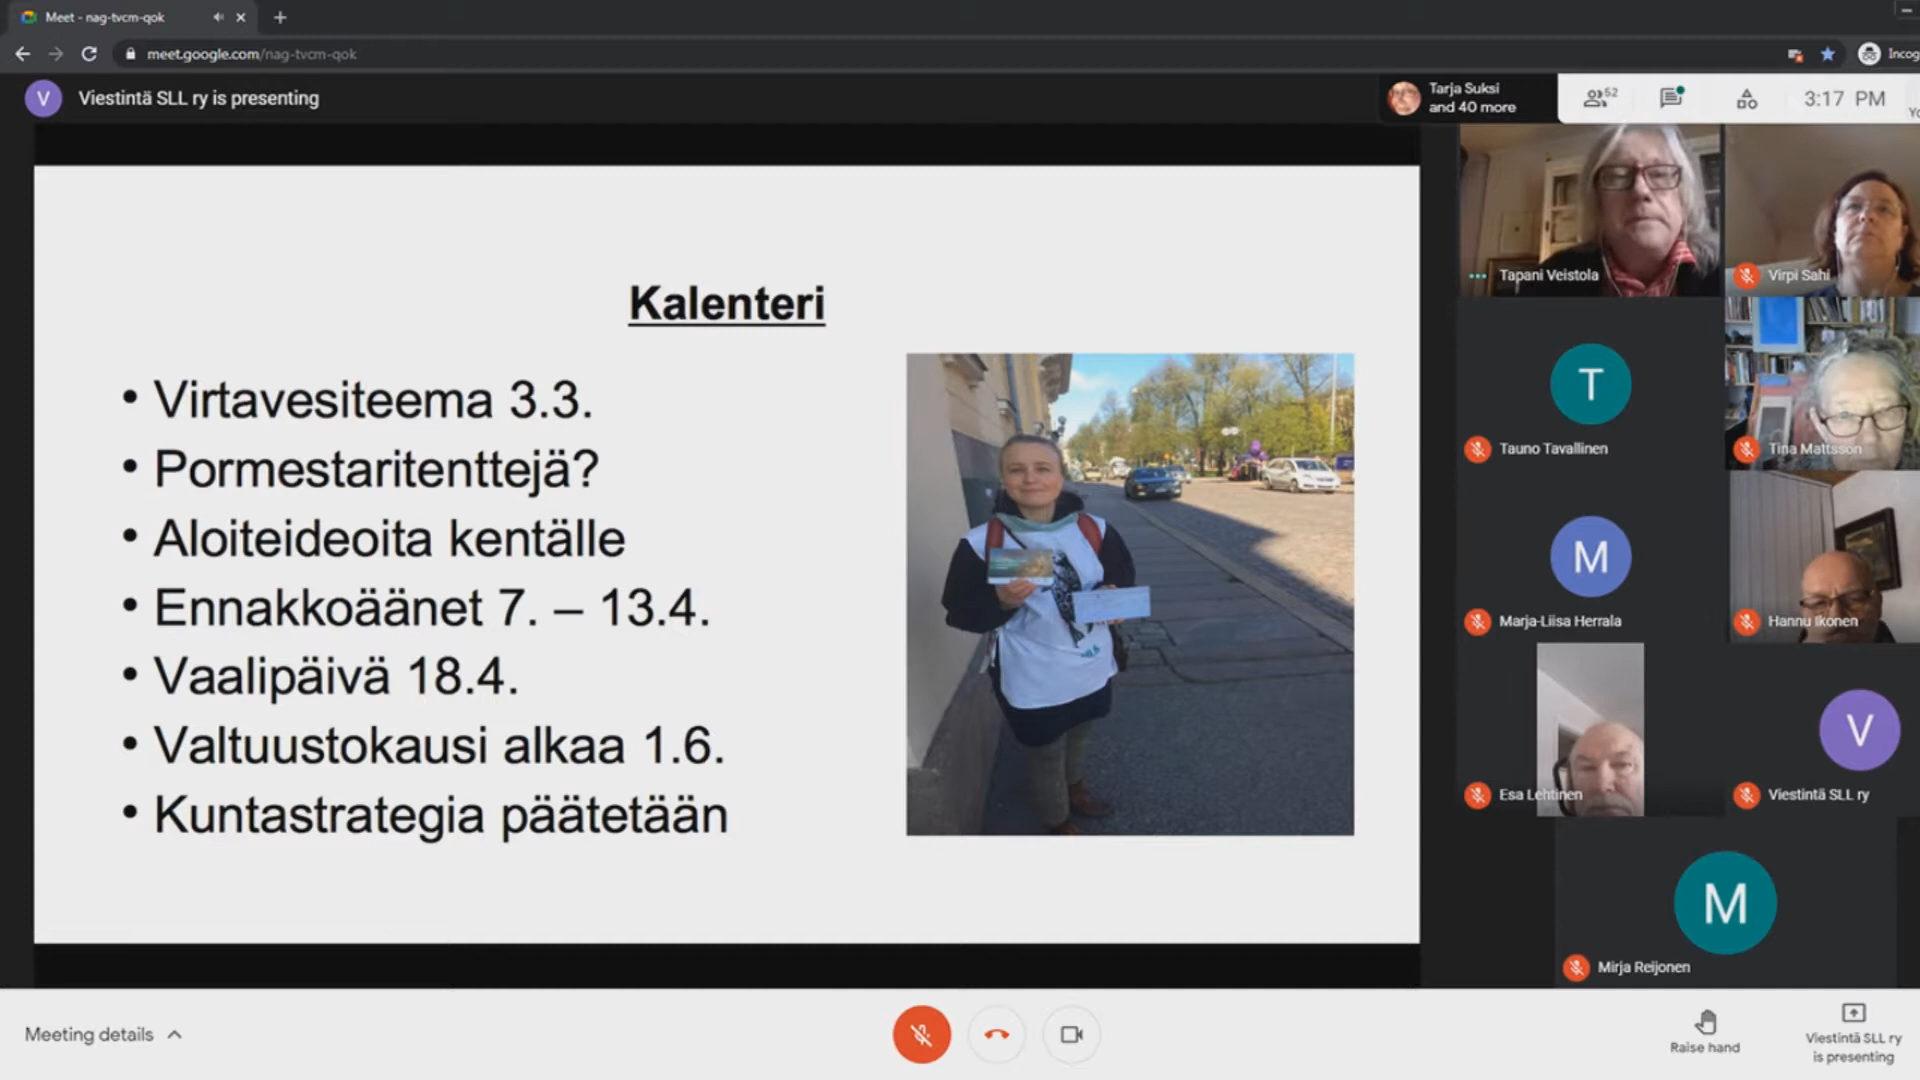 Meet - nag-tvcm-qok
meet.google.com/nag-tvcm-qok
Incog
V
Viestintä SLL ry is presenting
Tarja Suksi
and 40 more
52
3:17 PM
Kalenteri
• Virtavesiteema 3.3.
• Pormestaritenttejä?
• Aloiteideoita kentälle
• Ennakkoäänet 7. – 13.4.
• Vaalipäivä 18.4.
• Valtuustokausi alkaa 1.6.
• Kuntastrategia päätetään
Tapani Veistola
Virpi Sahi
T
Tauno Tavallinen
Tina Mattsson
M
Marja-Liisa Herrala
Hannu Ikonen
Esa Lehtinen
V
Viestintä SLL ry
M
Mirja Reijonen
Meeting details
Raise hand
Viestintä SLL ry
is presenting